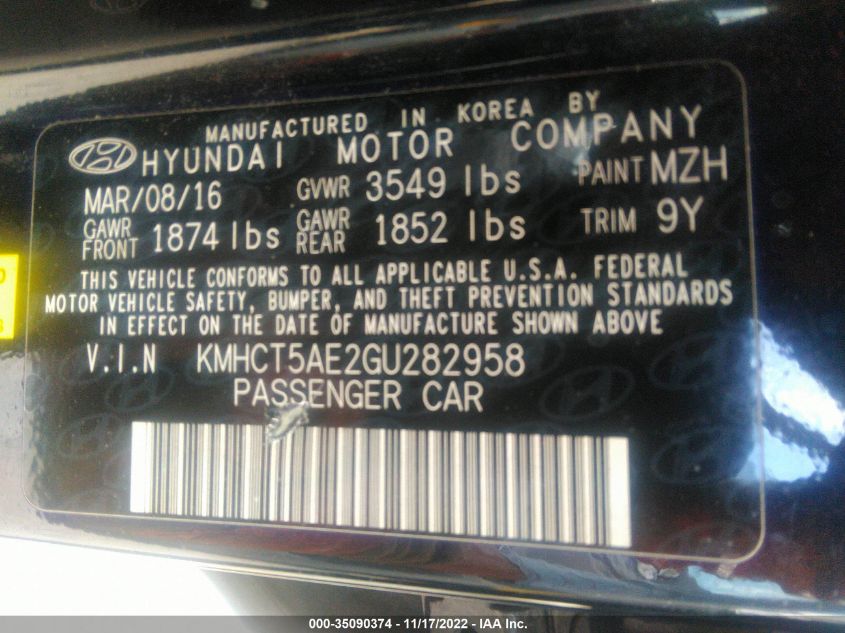 MANUFACTURED IN KOREA BY
HYUNDAI MOTOR COMPANY
MAR/08/16 GVWR 3549 lbs PAINT MZH
GAWR FRONT 1874 lbs GAWR REAR 1852 lbs TRIM 9Y
THIS VEHICLE CONFORMS TO ALL APPLICABLE U.S.A. FEDERAL
MOTOR VEHICLE SAFETY, BUMPER, AND THEFT PREVENTION STANDARDS
IN EFFECT ON THE DATE OF MANUFACTURE SHOWN ABOVE
V.I.N KMHCT5AE2GU282958
PASSENGER CAR
000-35090374 - 11/17/2022 - IAA Inc.